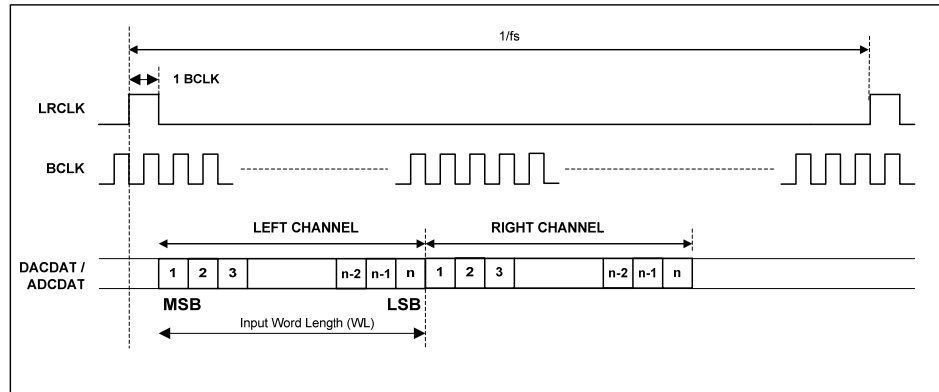 1/fs
1 BCLK
LRCLK
BCLK
LEFT CHANNEL
RIGHT CHANNEL
DACDAT /
ADCDAT
1 2 3 n-2 n-1 n 1 2 3 n-2 n-1 n
MSB
LSB
Input Word Length (WL)